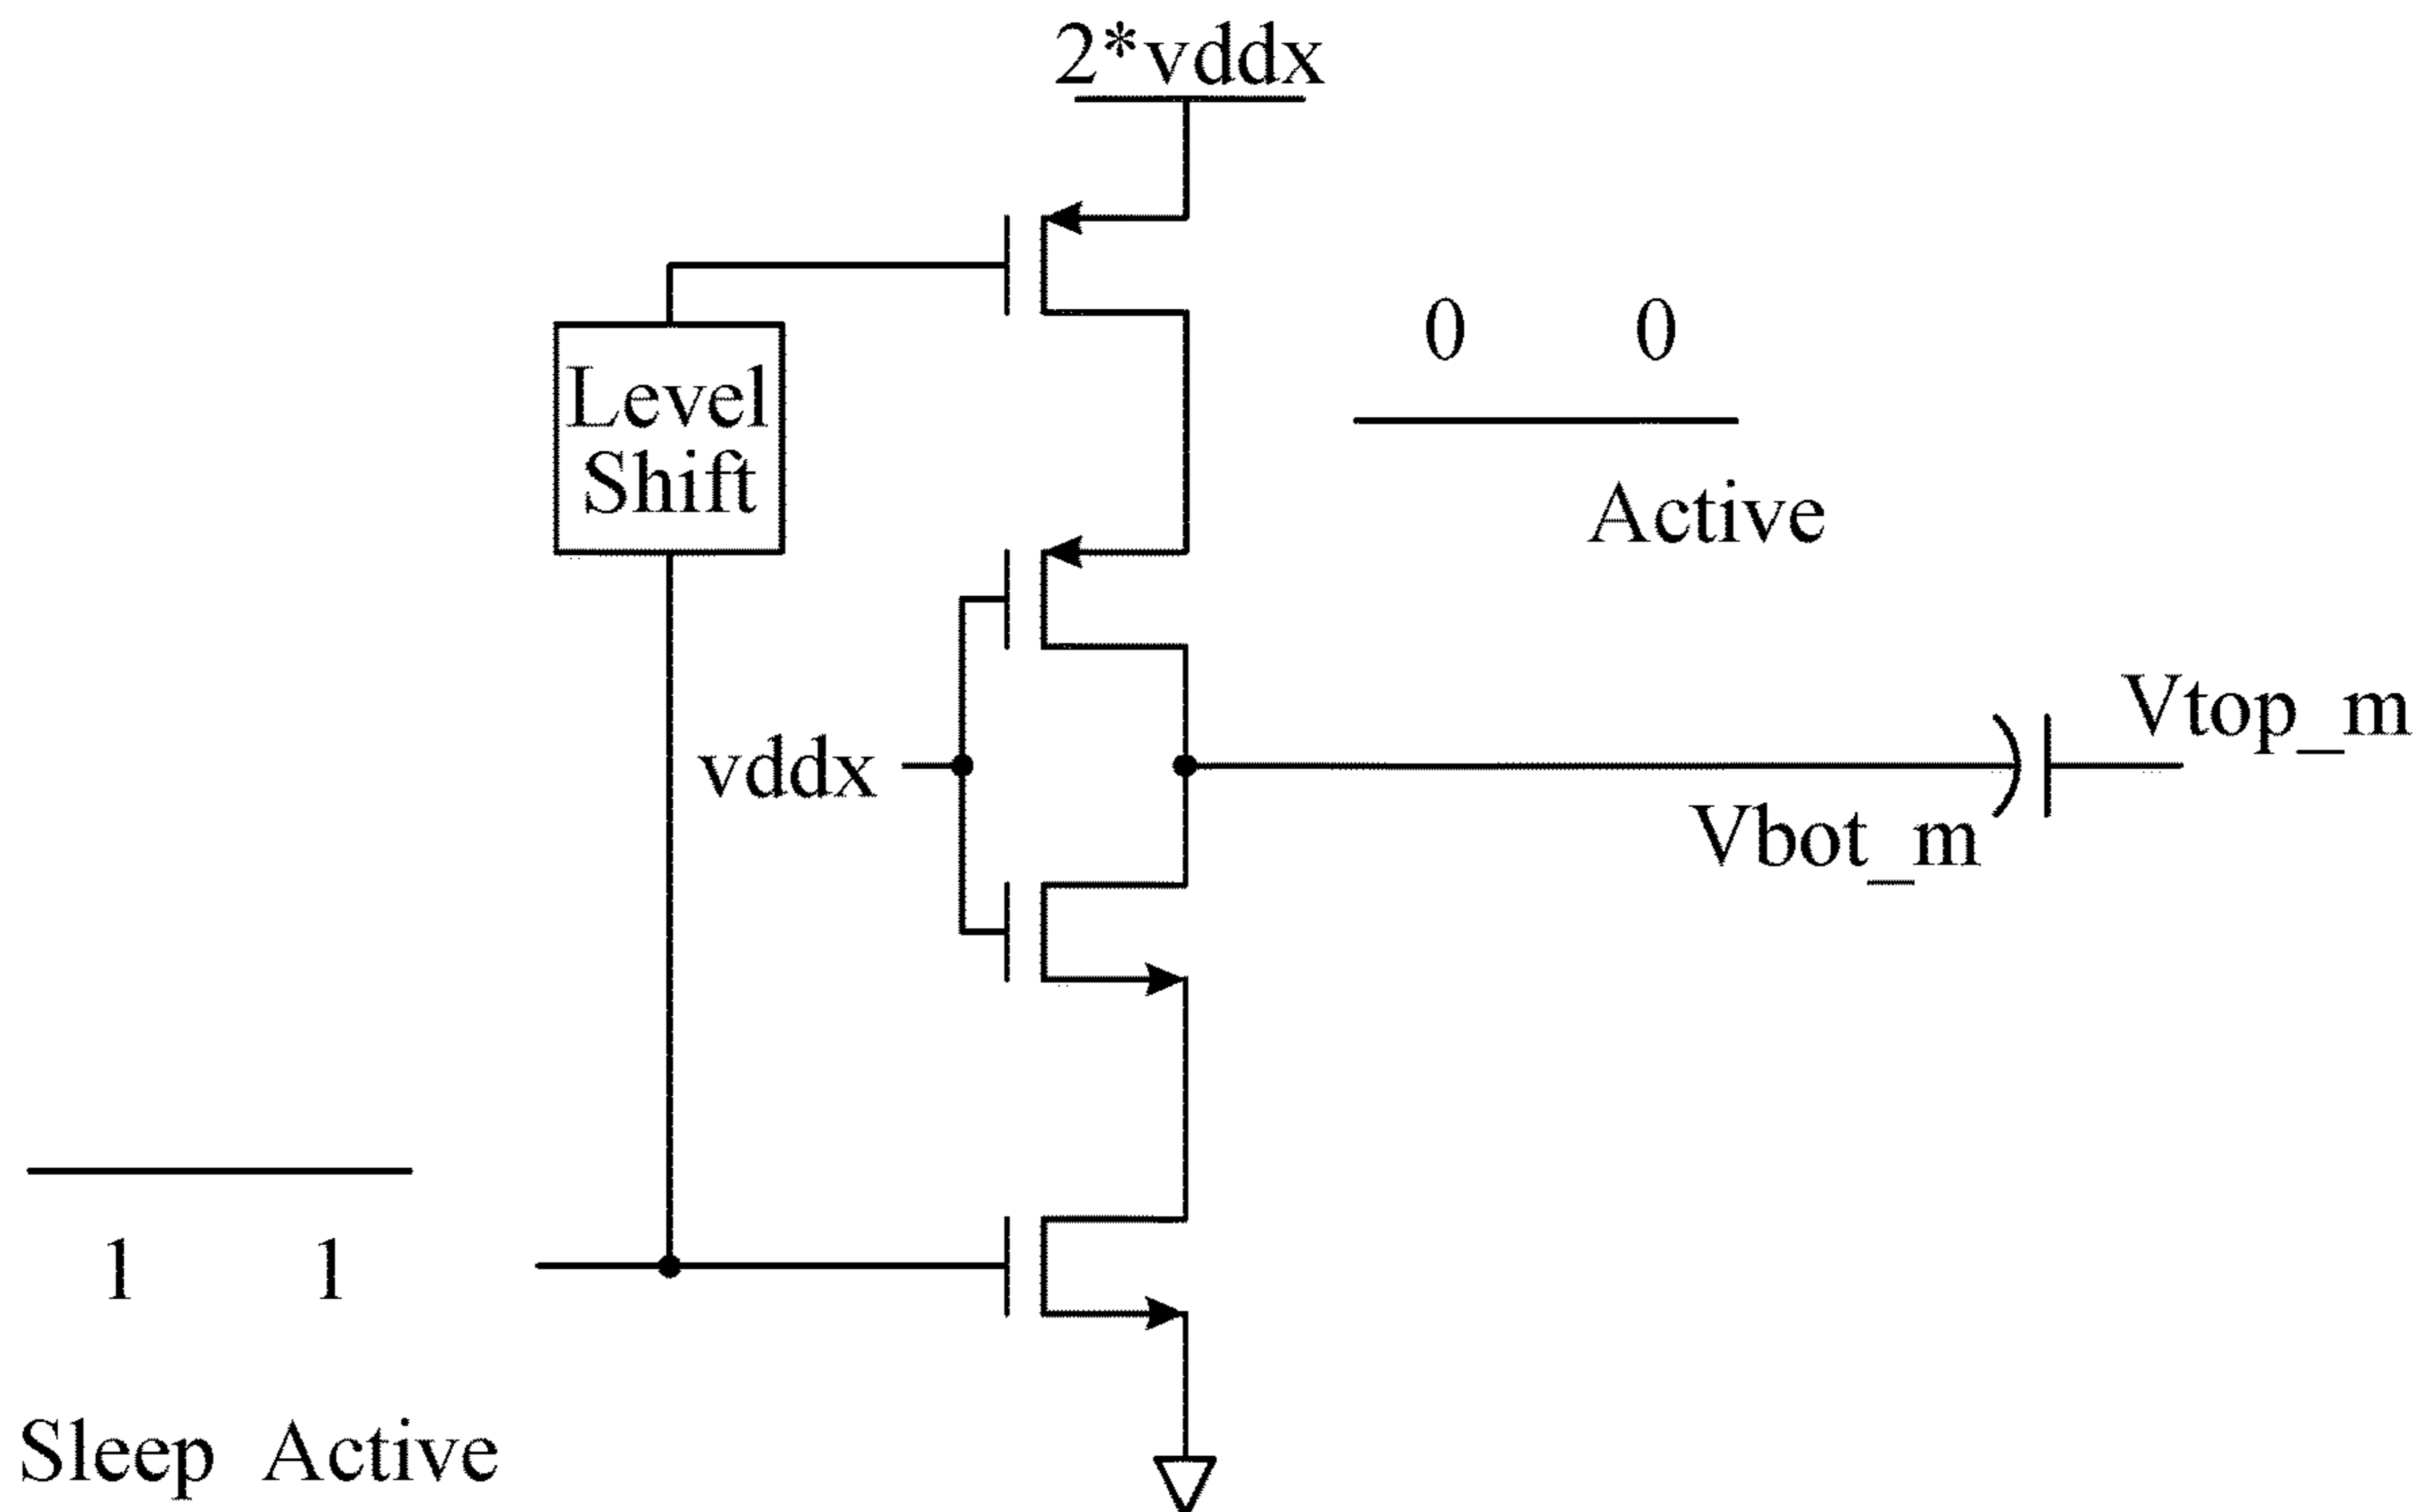 2*vddx
0 0
Level
Shift
Active
Vtop_m
vddx
Vbot_m
1 1
Sleep Active